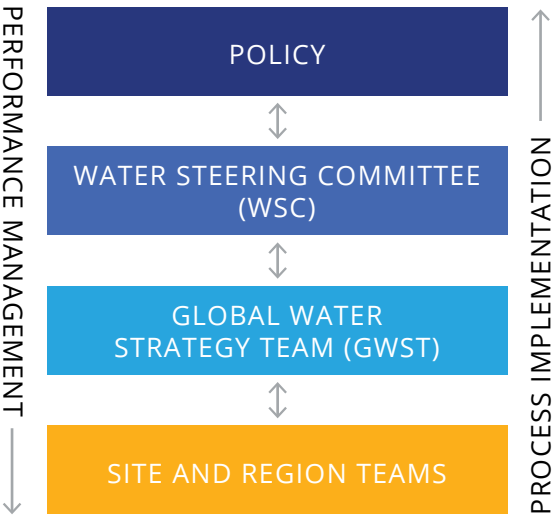 PERFORMANCE MANAGEMENT
POLICY
WATER STEERING COMMITTEE
(WSC)
GLOBAL WATER
STRATEGY TEAM (GWST)
SITE AND REGION TEAMS
PROCESS IMPLEMENTATION